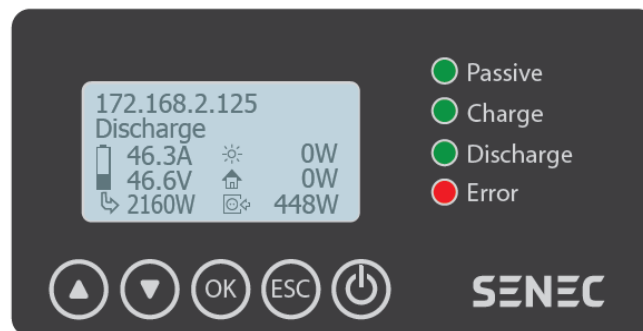 172.168.2.125
Discharge
46.3A 0W
46.6V 0W
2160W 448W
Passive
Charge
Discharge
Error
OK ESC
SENEC